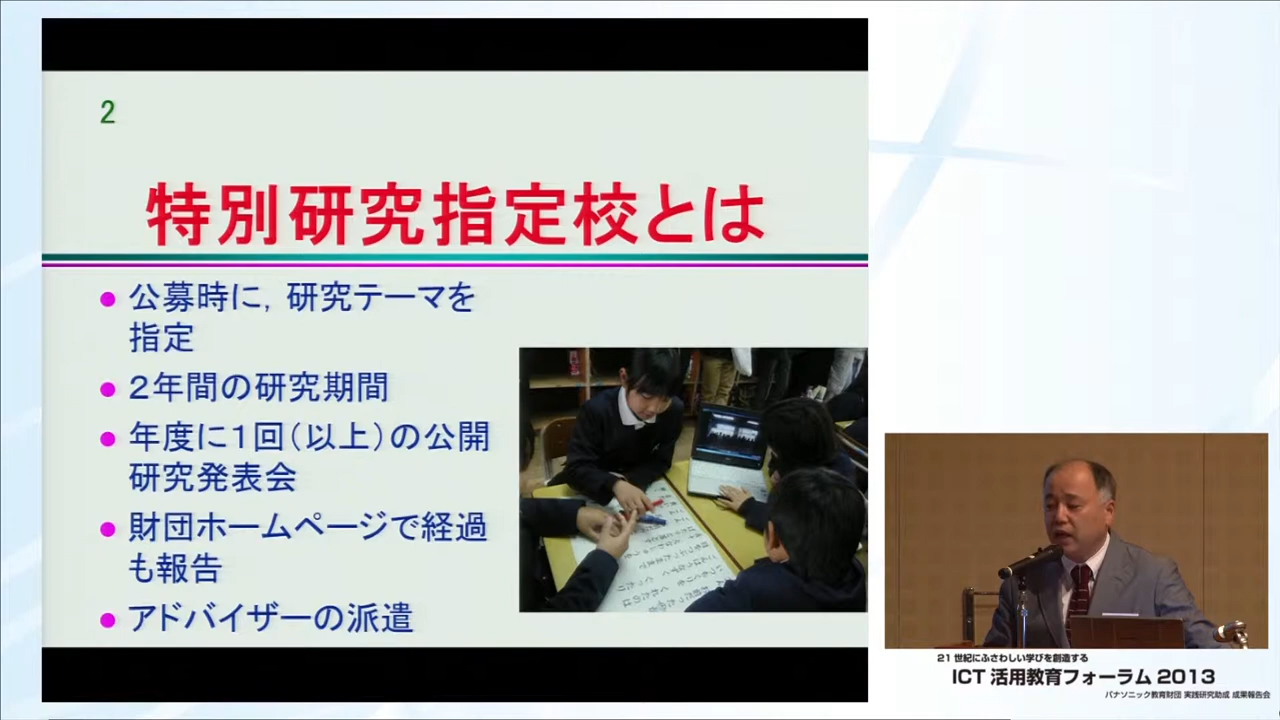 2
特別研究指定校とは
● 公募時に，研究テーマを
指定
● ２年間の研究期間
● 年度に１回（以上）の公開
研究発表会
● 財団ホームページで経過
も報告
● アドバイザーの派遣
21 世紀にふさわしい学びを創造する
ICT 活用教育フォーラム 2013
パナソニック教育財団 実践研究助成 成果報告会